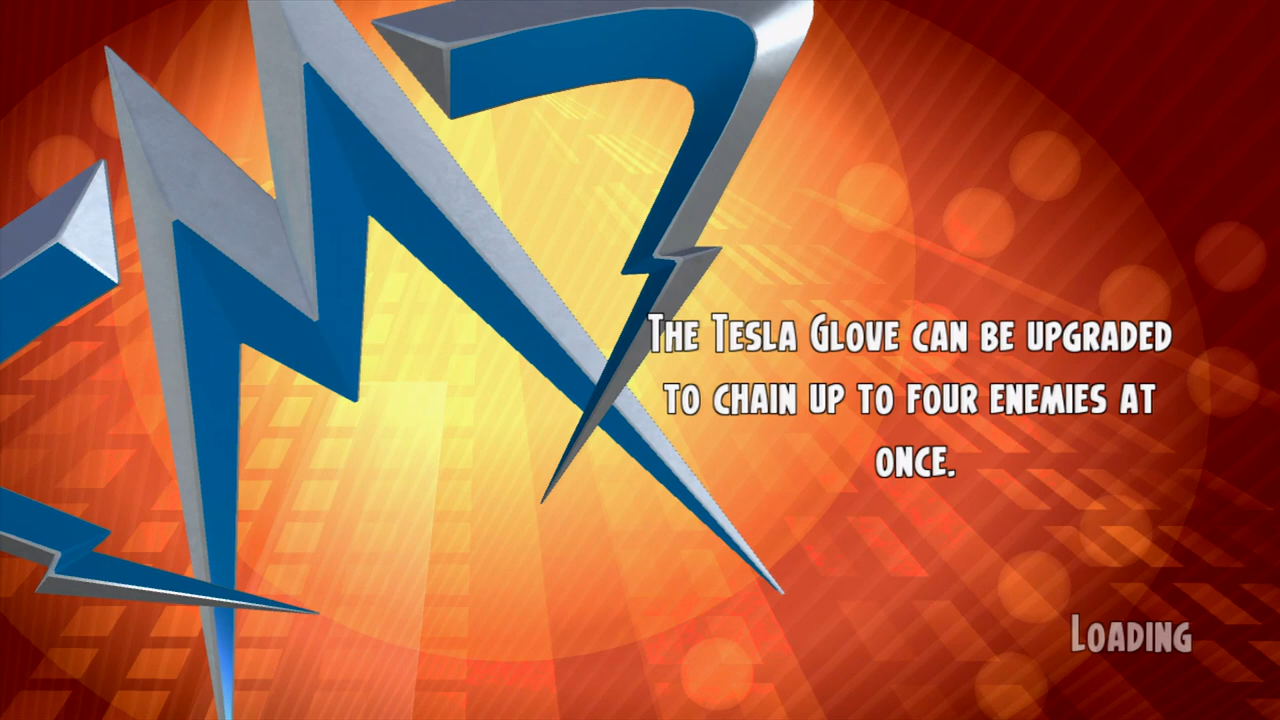 The Tesla Glove can be upgraded
to chain up to four enemies at
once.
Loading